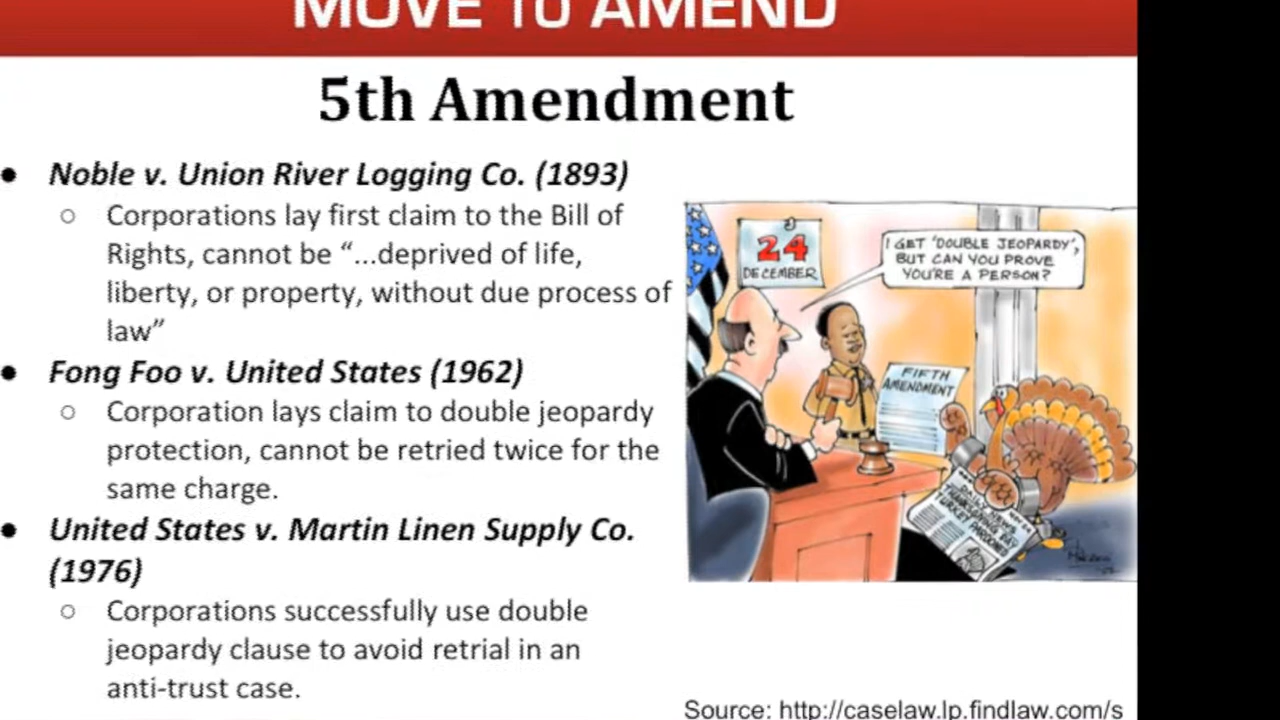 MOVE TO AMEND
5th Amendment
● Noble v. Union River Logging Co. (1893)
○ Corporations lay first claim to the Bill of
Rights, cannot be “...deprived of life,
liberty, or property, without due process of
law”
● Fong Foo v. United States (1962)
○ Corporation lays claim to double jeopardy
protection, cannot be retried twice for the
same charge.
● United States v. Martin Linen Supply Co.
(1976)
○ Corporations successfully use double
jeopardy clause to avoid retrial in an
anti-trust case.
24
DECEMBER
I GET 'DOUBLE JEOPARDY',
BUT CAN YOU PROVE
YOU'RE A PERSON?
FIFTH
AMENDMENT
THANKSGIVING DAY
TURKEY PARDONED
Source: http://caselaw.lp.findlaw.com/s